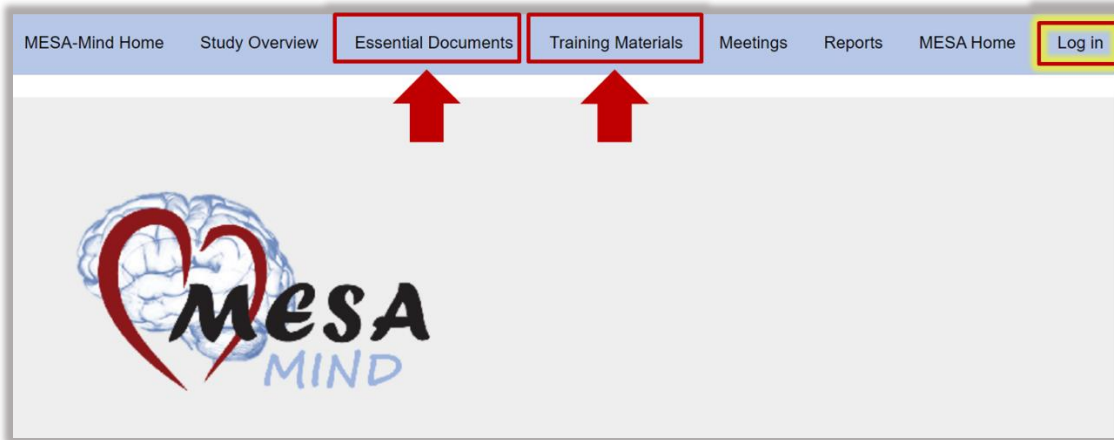 MESA-Mind Home Study Overview Essential Documents Training Materials Meetings Reports MESA Home Log in
MESA
MIND